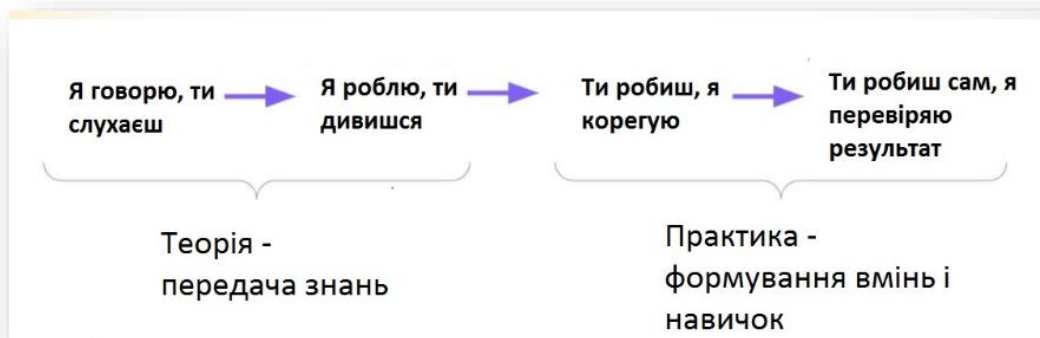 Я говорю, ти
слухаєш
Я роблю, ти
дивишся
Ти робиш, я
корегую
Ти робиш сам, я
перевіряю
результат
Теорія -
передача знань
Практика -
формування вмінь і
навичок